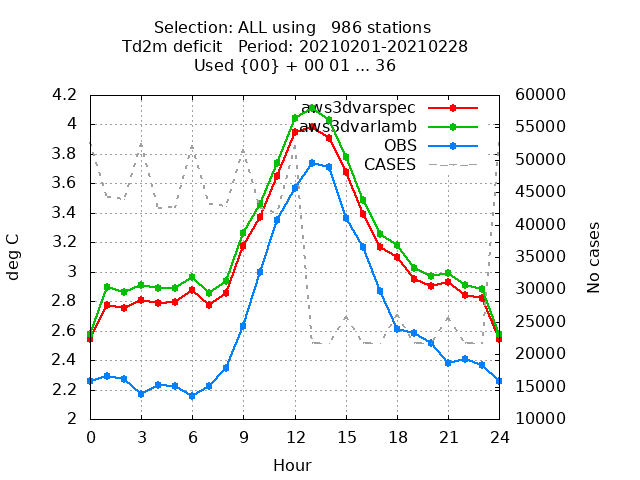 Selection: ALL using   986 stations
Td2m deficit   Period: 20210201-20210228
Used {00} + 00 01 ... 36
4.2
4
3.8
3.6
3.4
3.2
3
2.8
2.6
2.4
2.2
2
deg C
60000
55000
50000
45000
40000
35000
30000
25000
20000
15000
10000
No cases
aws3dvarspec
aws3dvarlamb
OBS
CASES
0 3 6 9 12 15 18 21 24
Hour